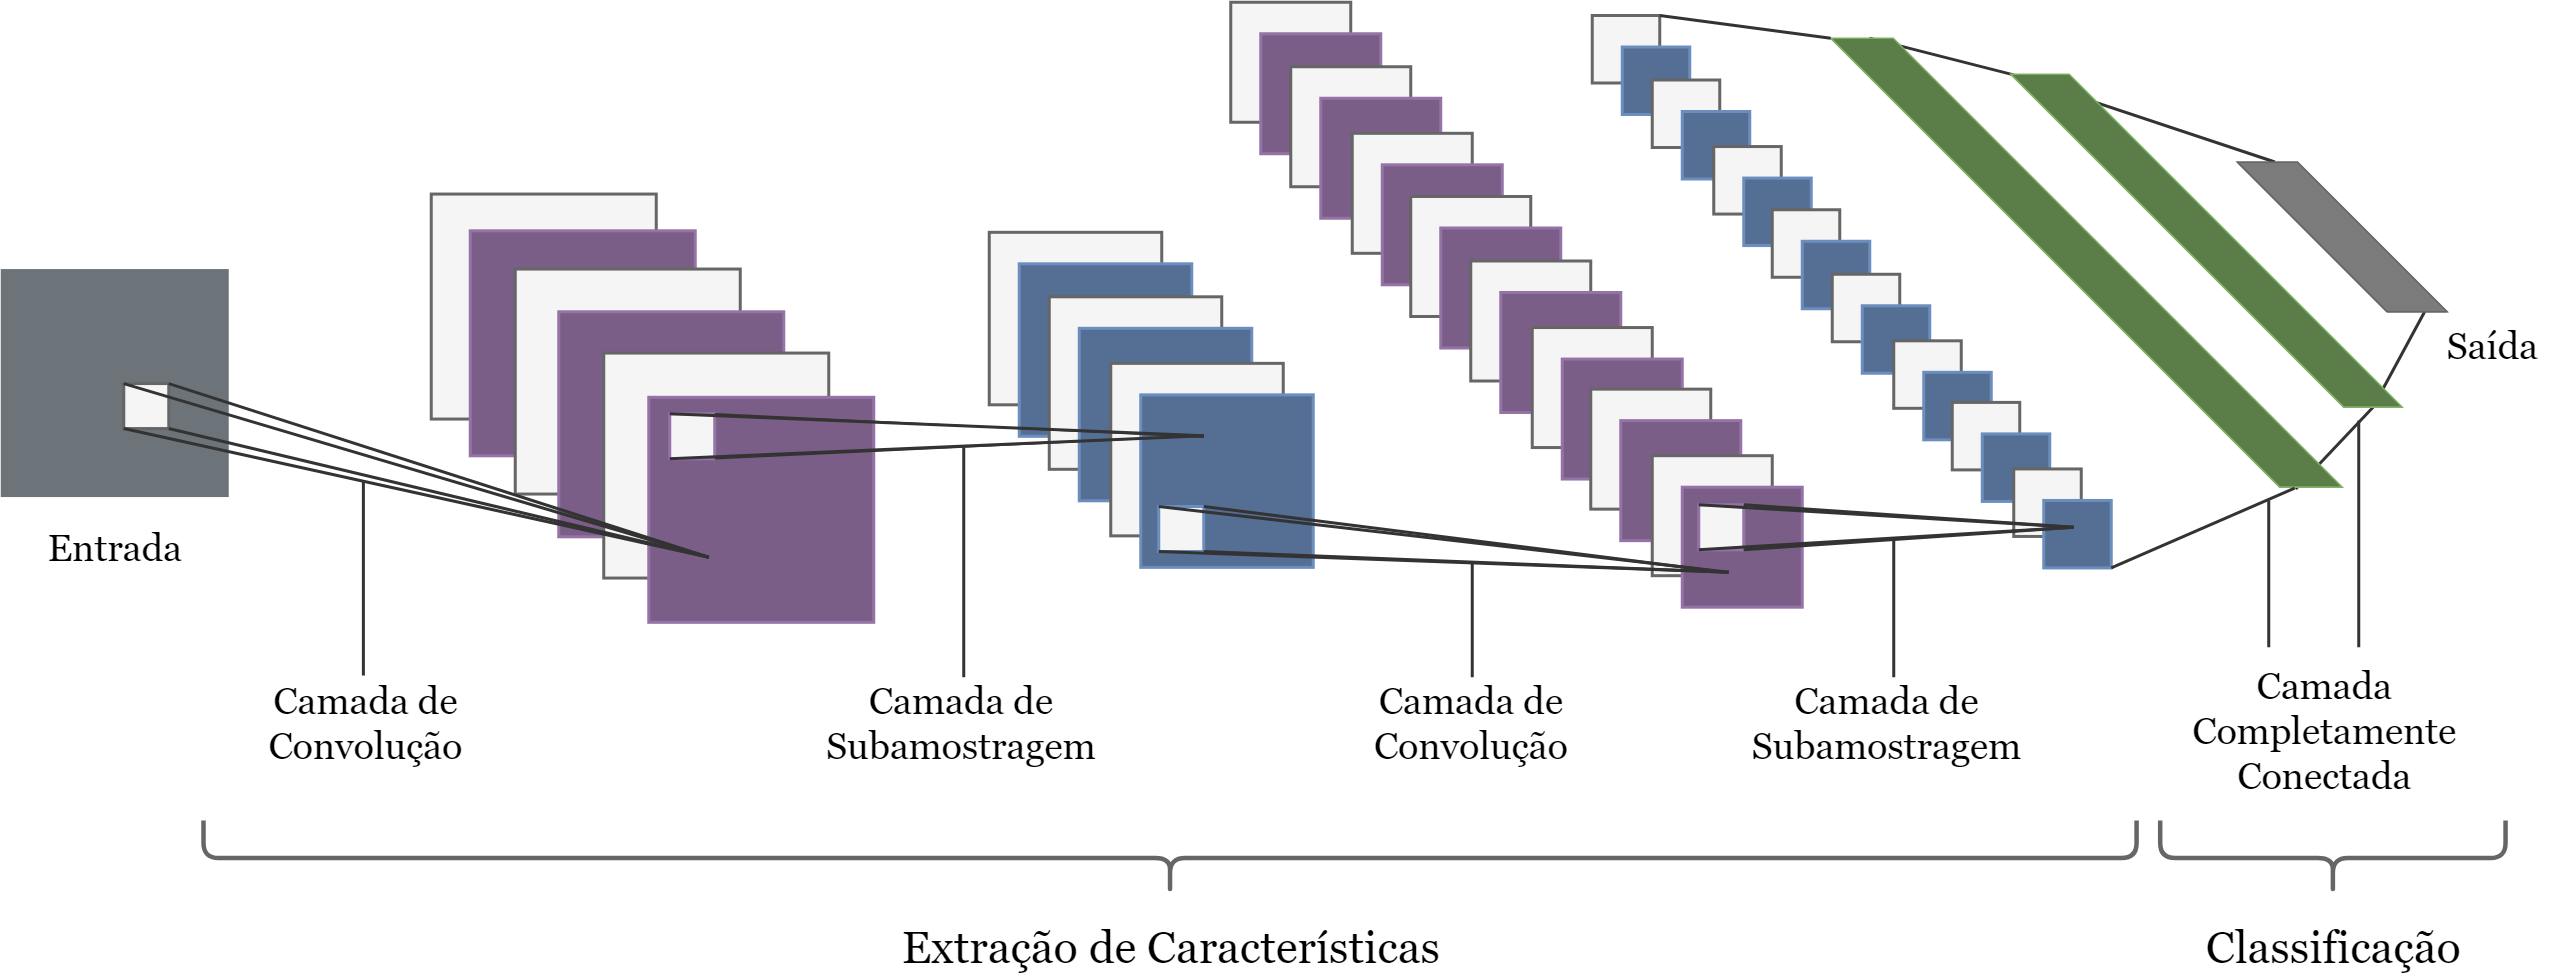 Entrada
Camada de
Convolução
Camada de
Subamostragem
Camada de
Convolução
Camada de
Subamostragem
Camada
Completamente
Conectada
Saída
Extração de Características
Classificação